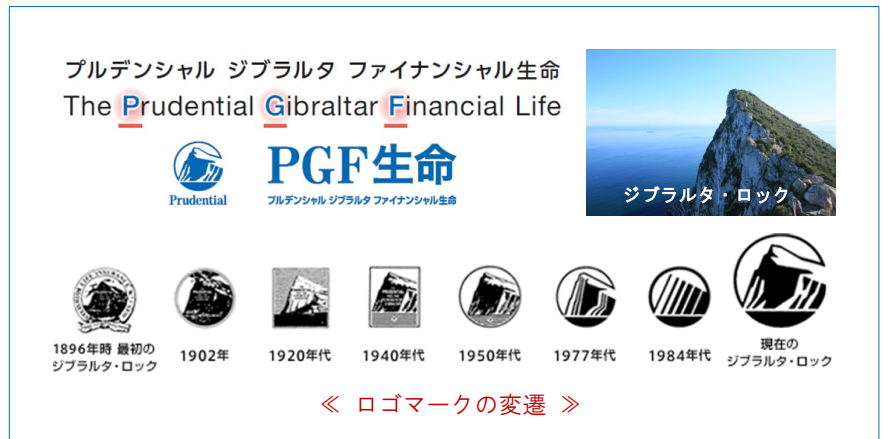 プルデンシャル ジブラルタ ファイナンシャル生命
The Prudential Gibraltar Financial Life
Prudential
PGF生命
プルデンシャル ジブラルタ ファイナンシャル生命
ジブラルタ・ロック
1896年時 最初の
ジブラルタ・ロック
1902年
1920年代
1940年代
1950年代
1977年代
1984年代
現在の
ジブラルタ・ロック
≪ ロゴマークの変遷 ≫